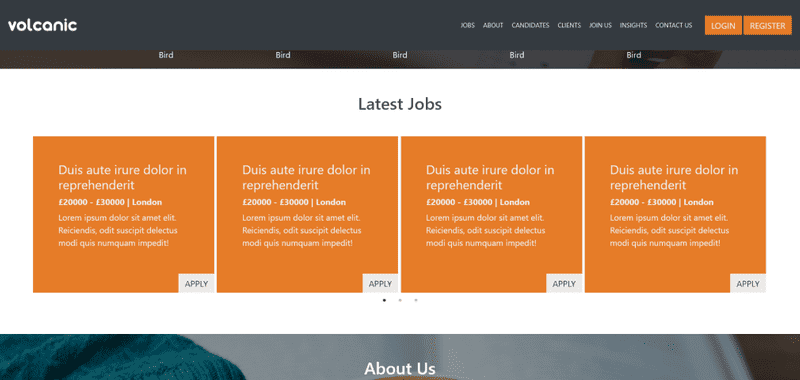 volcanic
JOBS ABOUT CANDIDATES CLIENTS JOIN US INSIGHTS CONTACT US LOGIN REGISTER
Bird Bird Bird Bird Bird
Latest Jobs
Duis aute irure dolor in
reprehenderit
£20000 - £30000 | London
Lorem ipsum dolor sit amet elit.
Reiciendis, odit suscipit delectus
modi quis numquam impedit!
APPLY
Duis aute irure dolor in
reprehenderit
£20000 - £30000 | London
Lorem ipsum dolor sit amet elit.
Reiciendis, odit suscipit delectus
modi quis numquam impedit!
APPLY
Duis aute irure dolor in
reprehenderit
£20000 - £30000 | London
Lorem ipsum dolor sit amet elit.
Reiciendis, odit suscipit delectus
modi quis numquam impedit!
APPLY
Duis aute irure dolor in
reprehenderit
£20000 - £30000 | London
Lorem ipsum dolor sit amet elit.
Reiciendis, odit suscipit delectus
modi quis numquam impedit!
APPLY
About Us